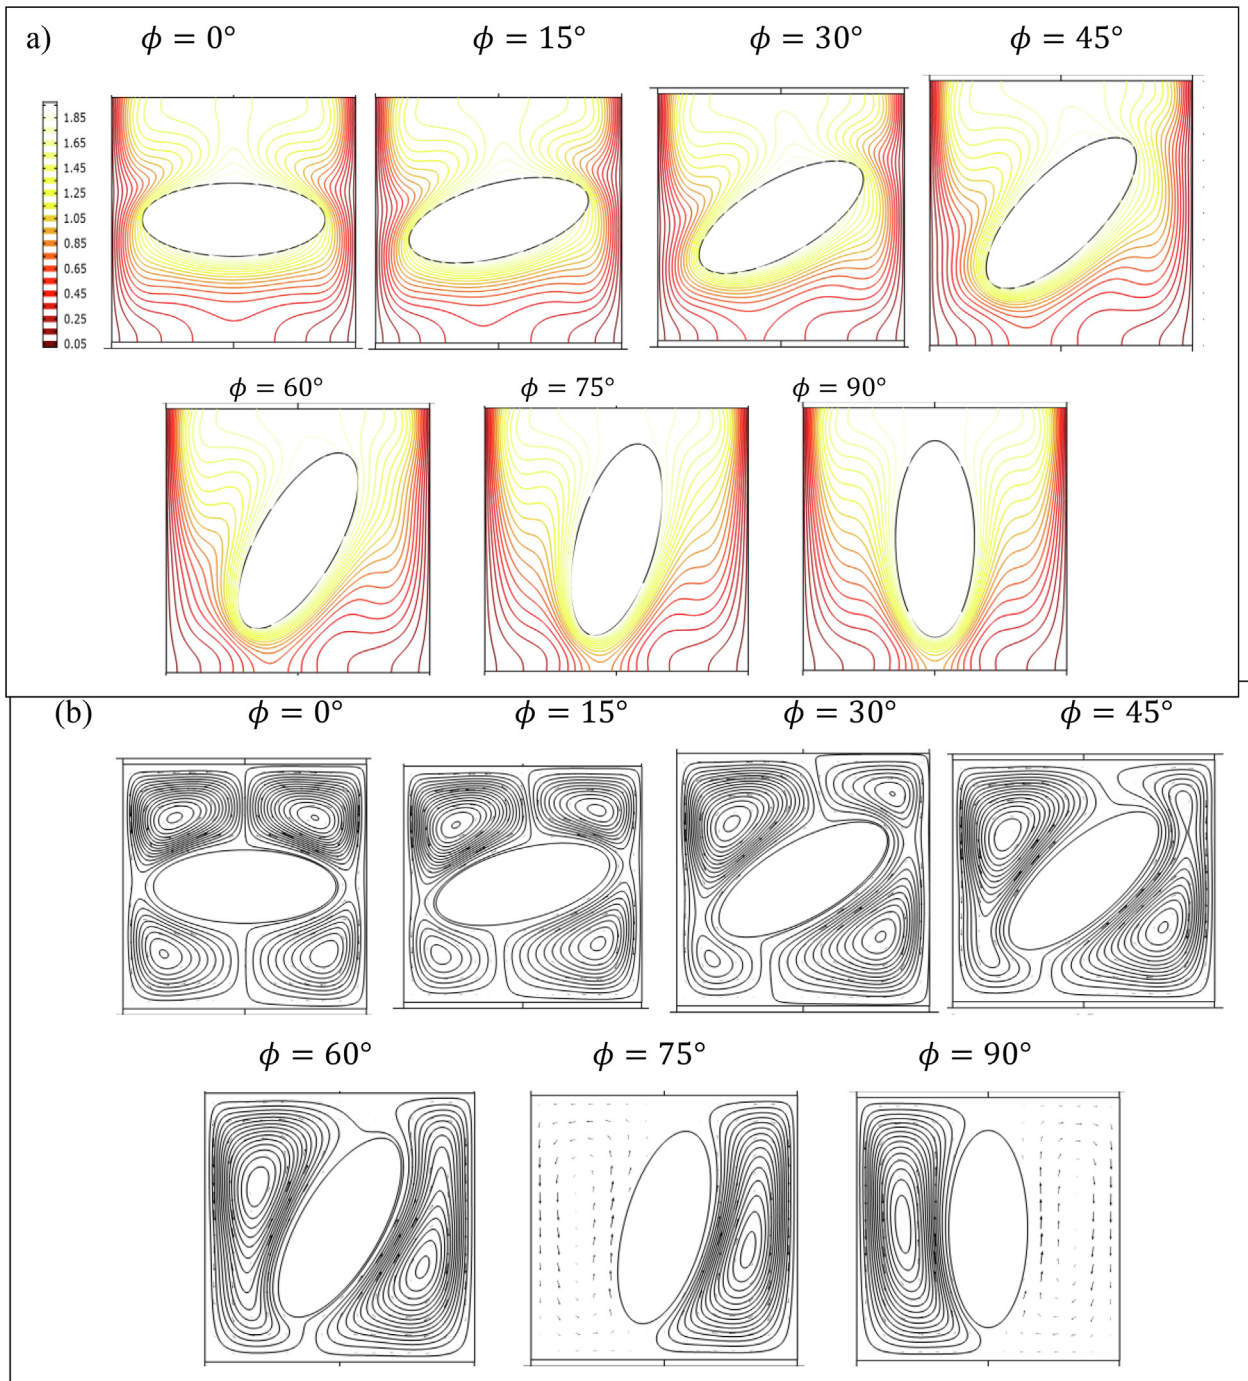 a)
ϕ = 0°
ϕ = 15°
ϕ = 30°
ϕ = 45°
1.85
1.65
1.45
1.25
1.05
0.85
0.65
0.45
0.25
0.05
ϕ = 60°
ϕ = 75°
ϕ = 90°
(b)
ϕ = 0°
ϕ = 15°
ϕ = 30°
ϕ = 45°
ϕ = 60°
ϕ = 75°
ϕ = 90°